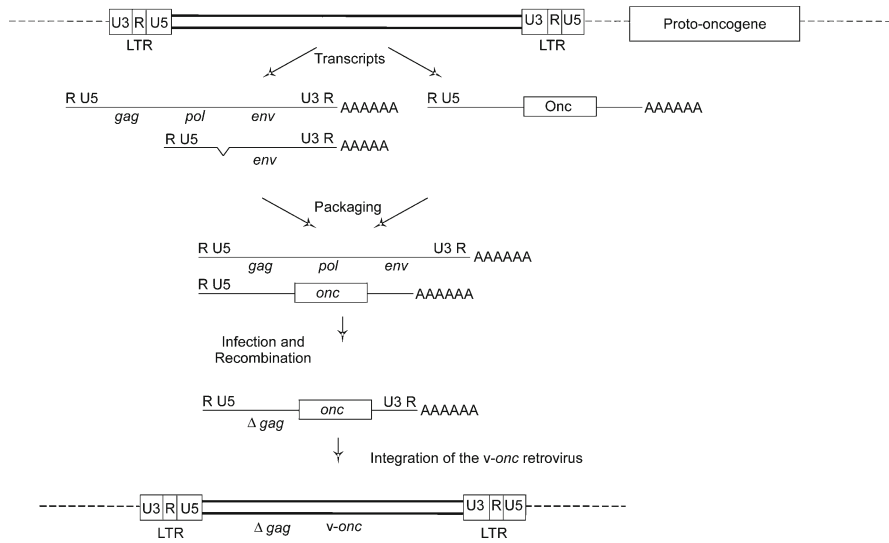 U3 R U5 U3 R U5 Proto-oncogene
LTR LTR
Transcripts
R U5 U3 R AAAAAA R U5 Onc AAAAAA
gag pol env
R U5 U3 R AAAAA
env
Packaging
R U5 U3 R AAAAAA
gag pol env
R U5 onc AAAAAA
Infection and
Recombination
R U5 onc U3 R AAAAAA
Δ gag
Integration of the v-onc retrovirus
U3 R U5 U3 R U5
LTR Δ gag v-onc LTR